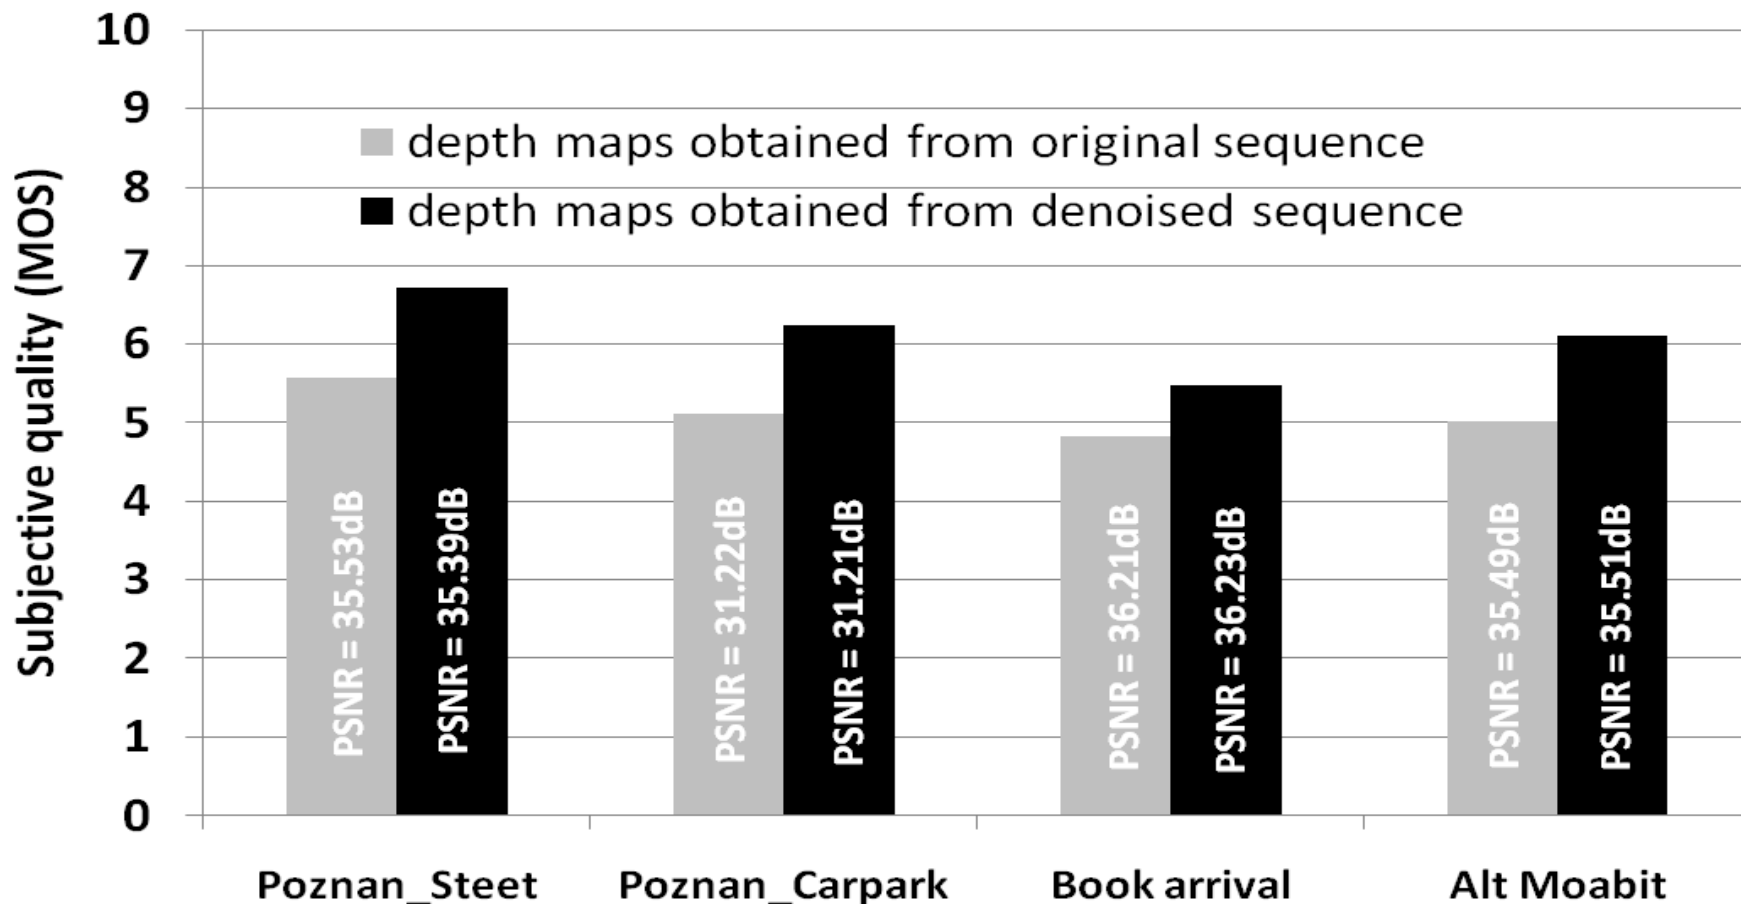 10
9
8
7
6
5
4
3
2
1
0
Subjective quality (MOS)
depth maps obtained from original sequence
depth maps obtained from denoised sequence
PSNR = 35.53dB
PSNR = 35.39dB
PSNR = 31.22dB
PSNR = 31.21dB
PSNR = 36.21dB
PSNR = 36.23dB
PSNR = 35.49dB
PSNR = 35.51dB
Poznan_Steet
Poznan_Carpark
Book arrival
Alt Moabit